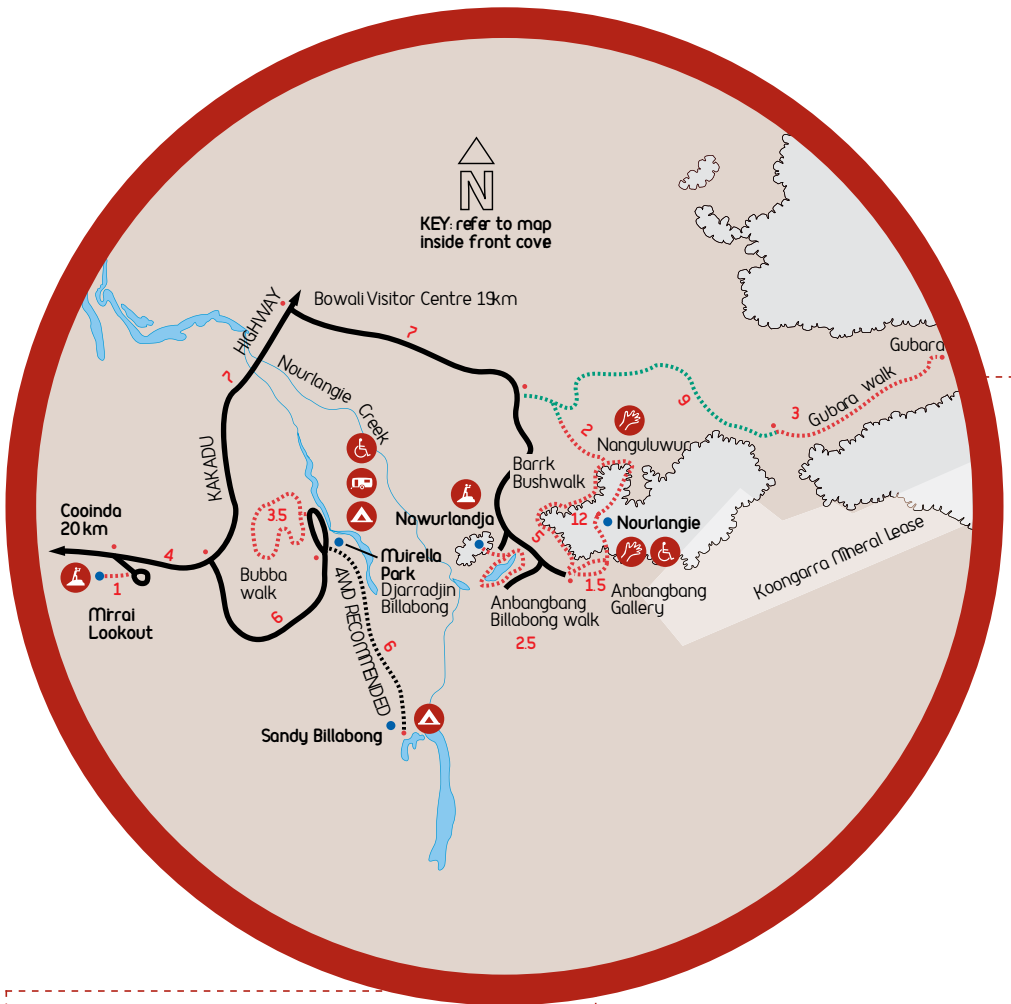 N
KEY: refer to map
inside front cove
Bowali Visitor Centre 19km
HIGHWAY
7
7
Nourlangie
Creek
KAKADU
Gubara
Gubara walk
3
9
2
Nanguluwur
Barrk
Bushwalk
12
5
Nourlangie
Nawurlandja
Cooinda
20 km
4
1
Mirrai
Lookout
3.5
Bubba
walk
6
Muirella
Park
Djarradjin
Billabong
4WD RECOMMENDED
6
Sandy Billabong
Anbangbang
Billabong walk
2.5
1.5
Anbangbang
Gallery
Koongarra Mineral Lease